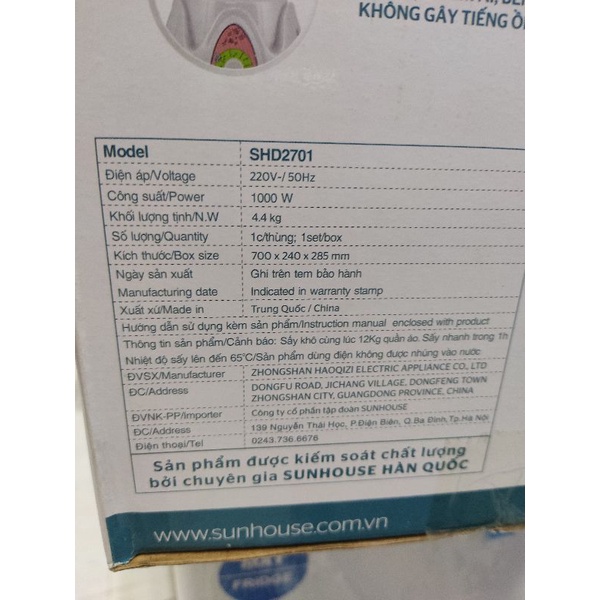 KHÔNG GÂY TIẾNG
Model SHD2701
Điện áp/Voltage 220V~/ 50Hz
Công suất/Power 1000 W
Khối lượng tịnh/N.W 4.4 kg
Số lượng/Quantity 1c/thùng; 1set/box
Kích thước/Box size 700 x 240 x 285 mm
Ngày sản xuất Ghi trên tem bảo hành
Manufacturing date Indicated in warranty stamp
Xuất xứ/Made in Trung Quốc / China
Hướng dẫn sử dụng kèm sản phẩm/Instruction manual enclosed with product
Thông tin sản phẩm/Cảnh báo: Sấy khô cùng lúc 12Kg quần áo. Sấy nhanh trong 1h
Nhiệt độ sấy lên đến 65°C/Sản phẩm dùng điện không được nhúng vào nước
ĐVSX/Manufacturer ZHONGSHAN HAOQIZI ELECTRIC APPLIANCE CO., LTD
ĐC/Address DONGFU ROAD, JICHANG VILLAGE, DONGFENG TOWN
ZHONGSHAN CITY, GUANGDONG PROVINCE, CHINA
ĐVNK-PP/Importer Công ty cổ phần tập đoàn SUNHOUSE
ĐC/Address 139 Nguyễn Thái Học, P.Điện Biên, Q.Ba Đình,Tp.Hà Nội
Điện thoại/Tel 0243.736.6676
Sản phẩm được kiểm soát chất lượng
bởi chuyên gia SUNHOUSE HÀN QUỐC
www.sunhouse.com.vn
FRIDGE